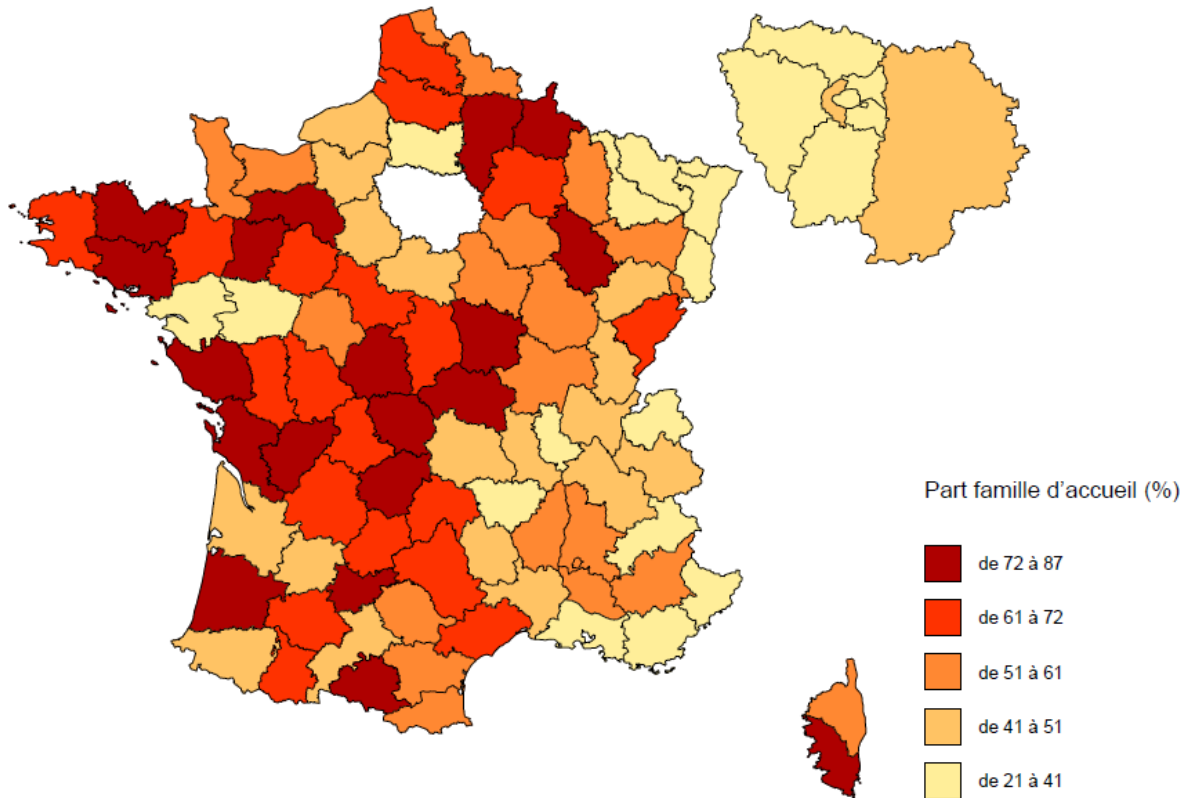 Part famille d'accueil (%)
de 72 à 87
de 61 à 72
de 51 à 61
de 41 à 51
de 21 à 41